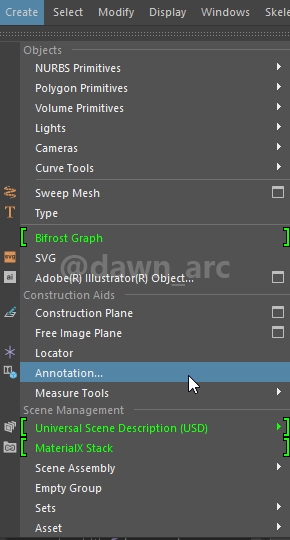 Create Select Modify Display Windows Skele
Objects
NURBS Primitives
Polygon Primitives
Volume Primitives
Lights
Cameras
Curve Tools
Sweep Mesh
T Type
Bifrost Graph
SVG SVG
@dawn_arc
ai Adobe(R) Illustrator(R) Object...
Construction Aids
Construction Plane
Free Image Plane
Locator
Annotation...
Measure Tools
Scene Management
Universal Scene Description (USD)
MaterialX Stack
Scene Assembly
Empty Group
Sets
Asset